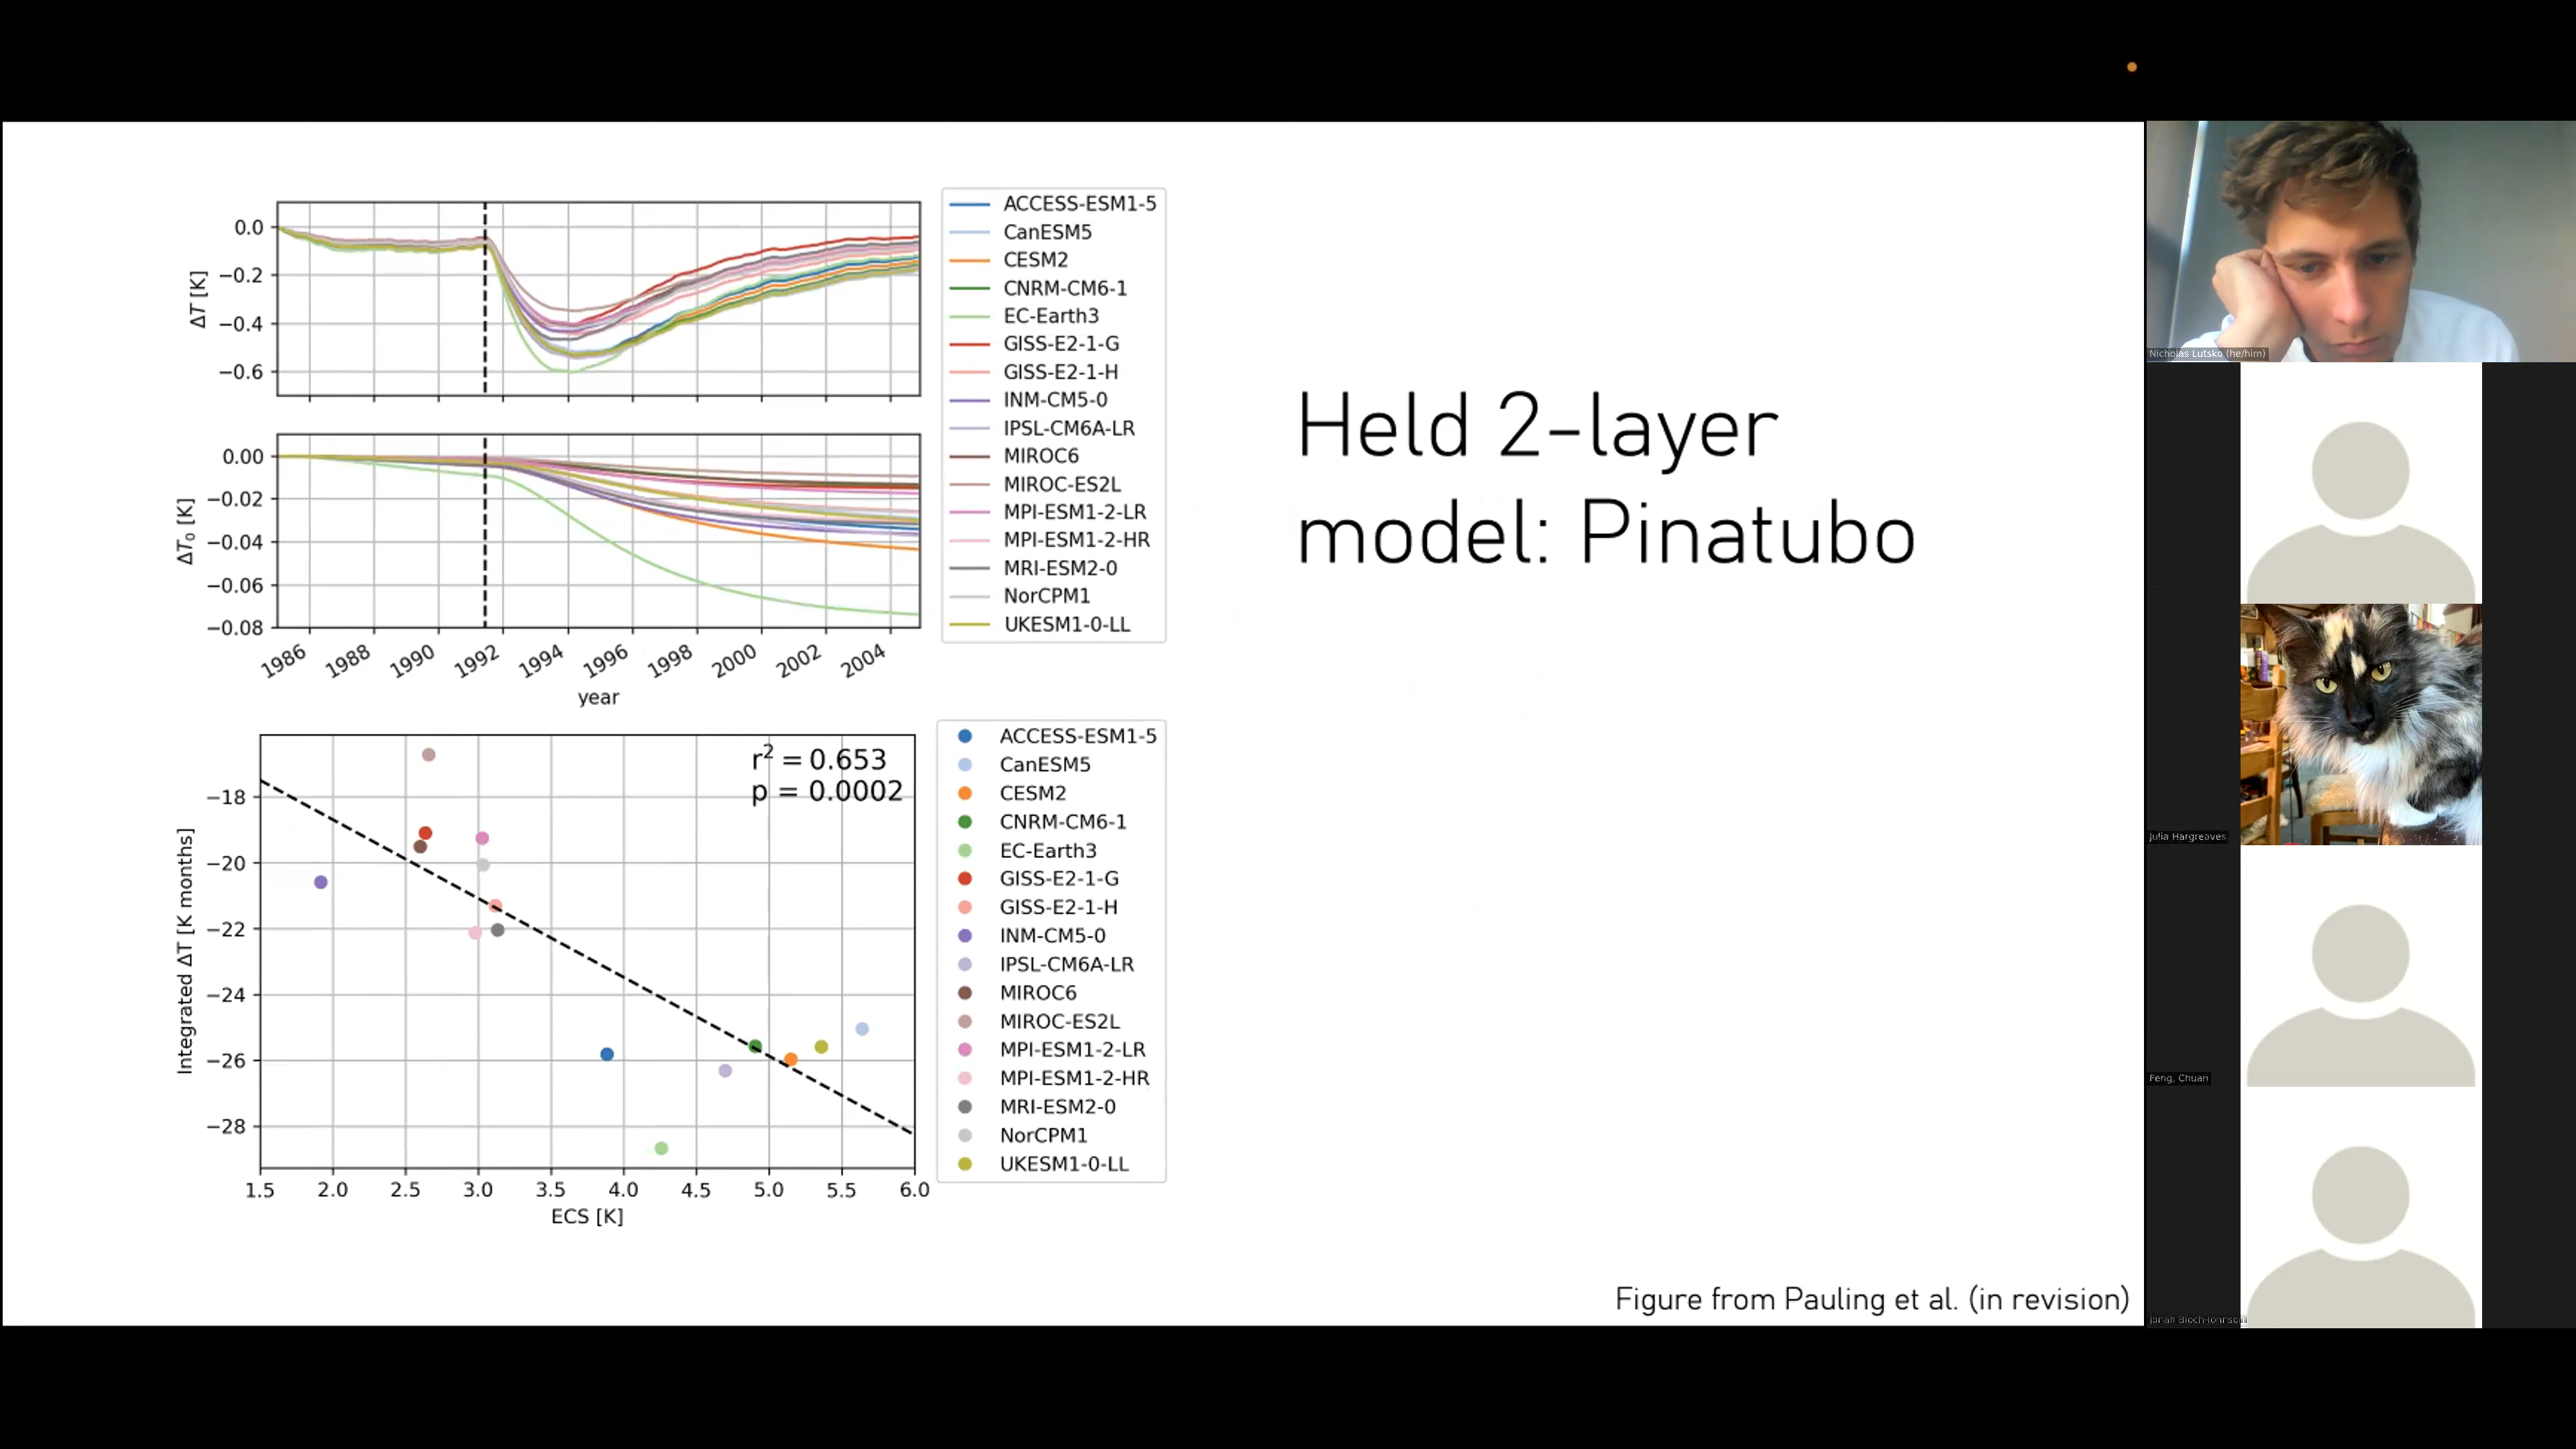 0.0
−0.2
−0.4
−0.6
ΔT [K]
0.00
−0.02
−0.04
−0.06
−0.08
ΔT₀ [K]
1986 1988 1990 1992 1994 1996 1998 2000 2002 2004
year
ACCESS-ESM1-5
CanESM5
CESM2
CNRM-CM6-1
EC-Earth3
GISS-E2-1-G
GISS-E2-1-H
INM-CM5-0
IPSL-CM6A-LR
MIROC6
MIROC-ES2L
MPI-ESM1-2-LR
MPI-ESM1-2-HR
MRI-ESM2-0
NorCPM1
UKESM1-0-LL
Held 2-layer
model: Pinatubo
r² = 0.653
p = 0.0002
−18
−20
−22
−24
−26
−28
Integrated ΔT [K months]
1.5 2.0 2.5 3.0 3.5 4.0 4.5 5.0 5.5 6.0
ECS [K]
ACCESS-ESM1-5
CanESM5
CESM2
CNRM-CM6-1
EC-Earth3
GISS-E2-1-G
GISS-E2-1-H
INM-CM5-0
IPSL-CM6A-LR
MIROC6
MIROC-ES2L
MPI-ESM1-2-LR
MPI-ESM1-2-HR
MRI-ESM2-0
NorCPM1
UKESM1-0-LL
Figure from Pauling et al. (in revision)
Nicholas Lutsko (he/him)
Julia Hargreaves
Feng, Chuan
Jonah Bloch-Johnson